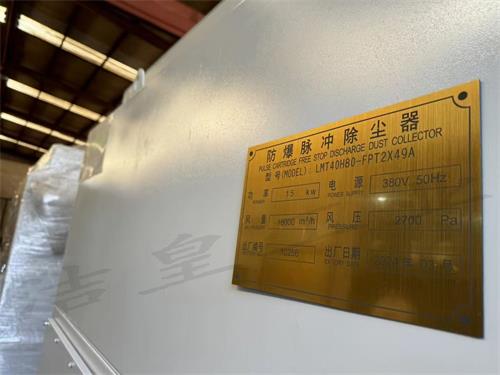 防爆脉冲除尘器
PULSE CARTRIDGE FREE STOP DISCHARGE DUST COLLECTOR
型号(MODEL): LMT40H80-FPT2X49A
功率 15 kw 电源 380V 50Hz
POWER SUPPLY
风量 m³/h 风压 2700 Pa
PRESSURE
出厂编号 出厂日期
皇